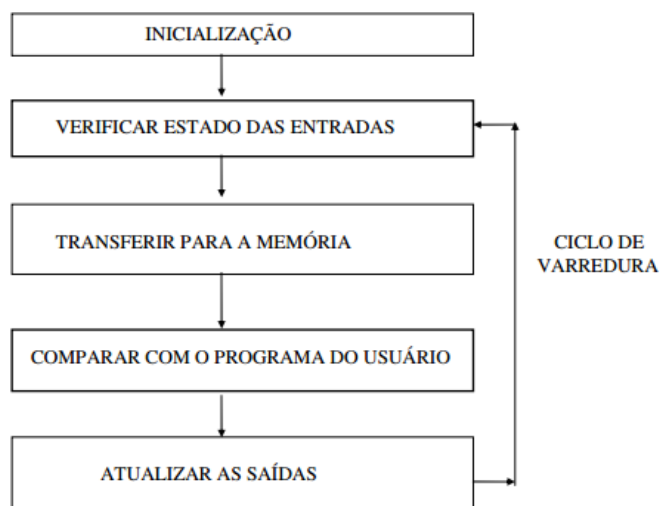 INICIALIZAÇÃO
VERIFICAR ESTADO DAS ENTRADAS
TRANSFERIR PARA A MEMÓRIA
CICLO DE
VARREDURA
COMPARAR COM O PROGRAMA DO USUÁRIO
ATUALIZAR AS SAÍDAS